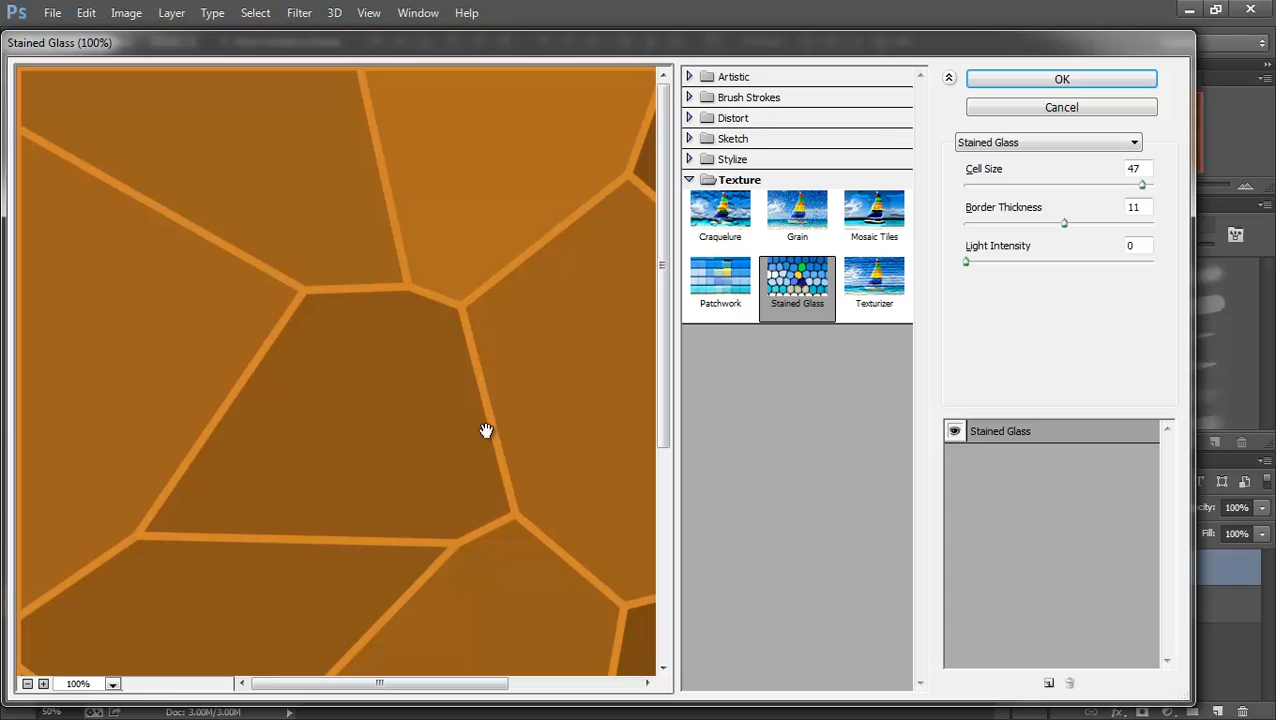 Ps File Edit Image Layer Type Select Filter 3D View Window Help
Stained Glass (100%)
Artistic
Brush Strokes
Distort
Sketch
Stylize
Texture
Craquelure Grain Mosaic Tiles
Patchwork Stained Glass Texturizer
OK
Cancel
Stained Glass
Cell Size 47
Border Thickness 11
Light Intensity 0
Stained Glass
100%
100%
Fill: 100%
100%
50% Doc: 3.00M/3.00M